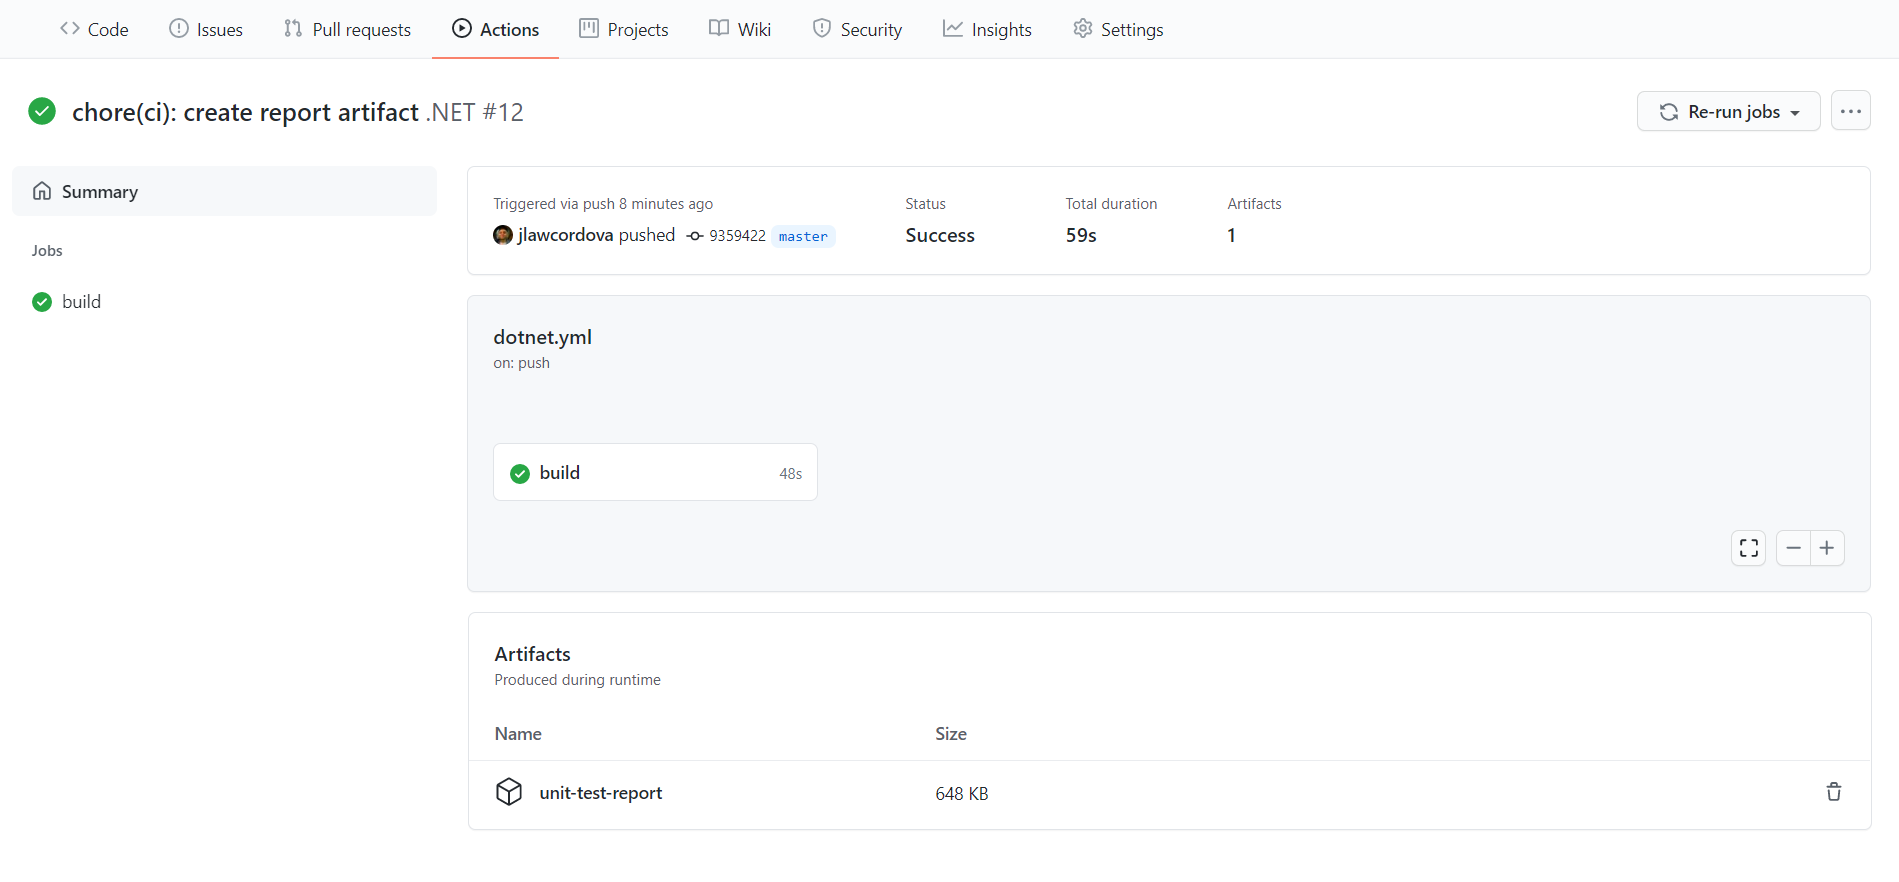 Code Issues Pull requests Actions Projects Wiki Security Insights Settings
chore(ci): create report artifact .NET #12
Re-run jobs
Summary
Jobs
build
Triggered via push 8 minutes ago
jlawcordova pushed 9359422 master
Status
Success
Total duration
59s
Artifacts
1
dotnet.yml
on: push
build 48s
Artifacts
Produced during runtime
Name Size
unit-test-report 648 KB